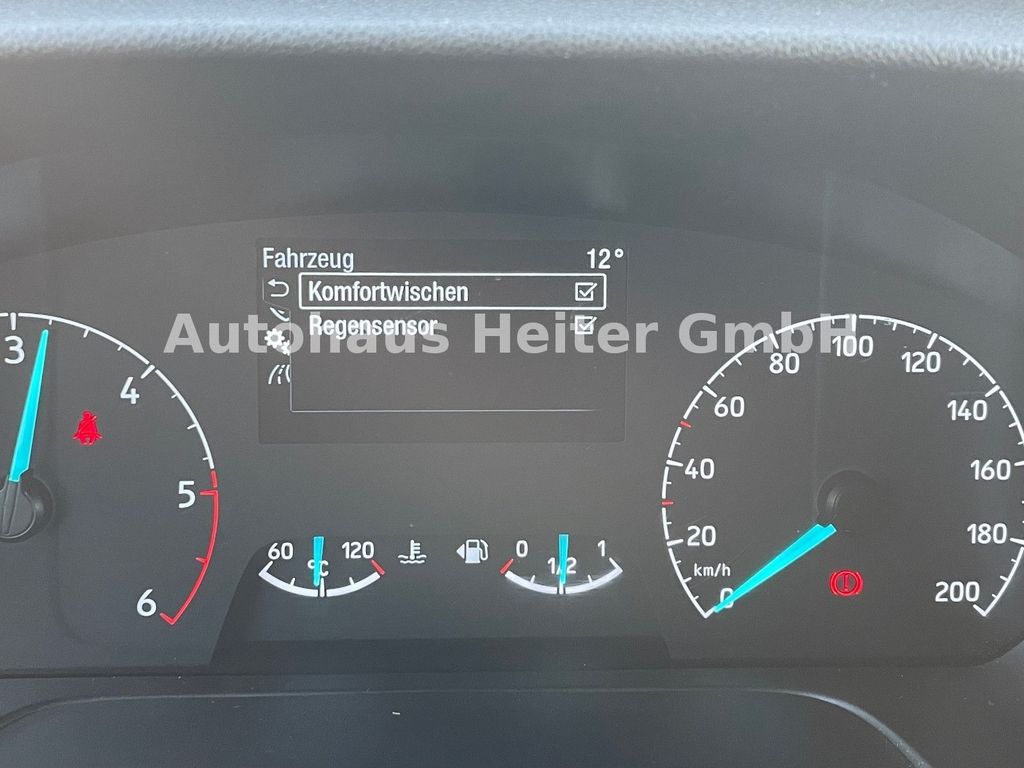 Fahrzeug 12°
Komfortwischen
Regensensor
Autohaus Heiter GmbH
3
4
5
6
60 120
°C
0 1/2 1
0
20
40
60
80
100
120
140
160
180
200
km/h